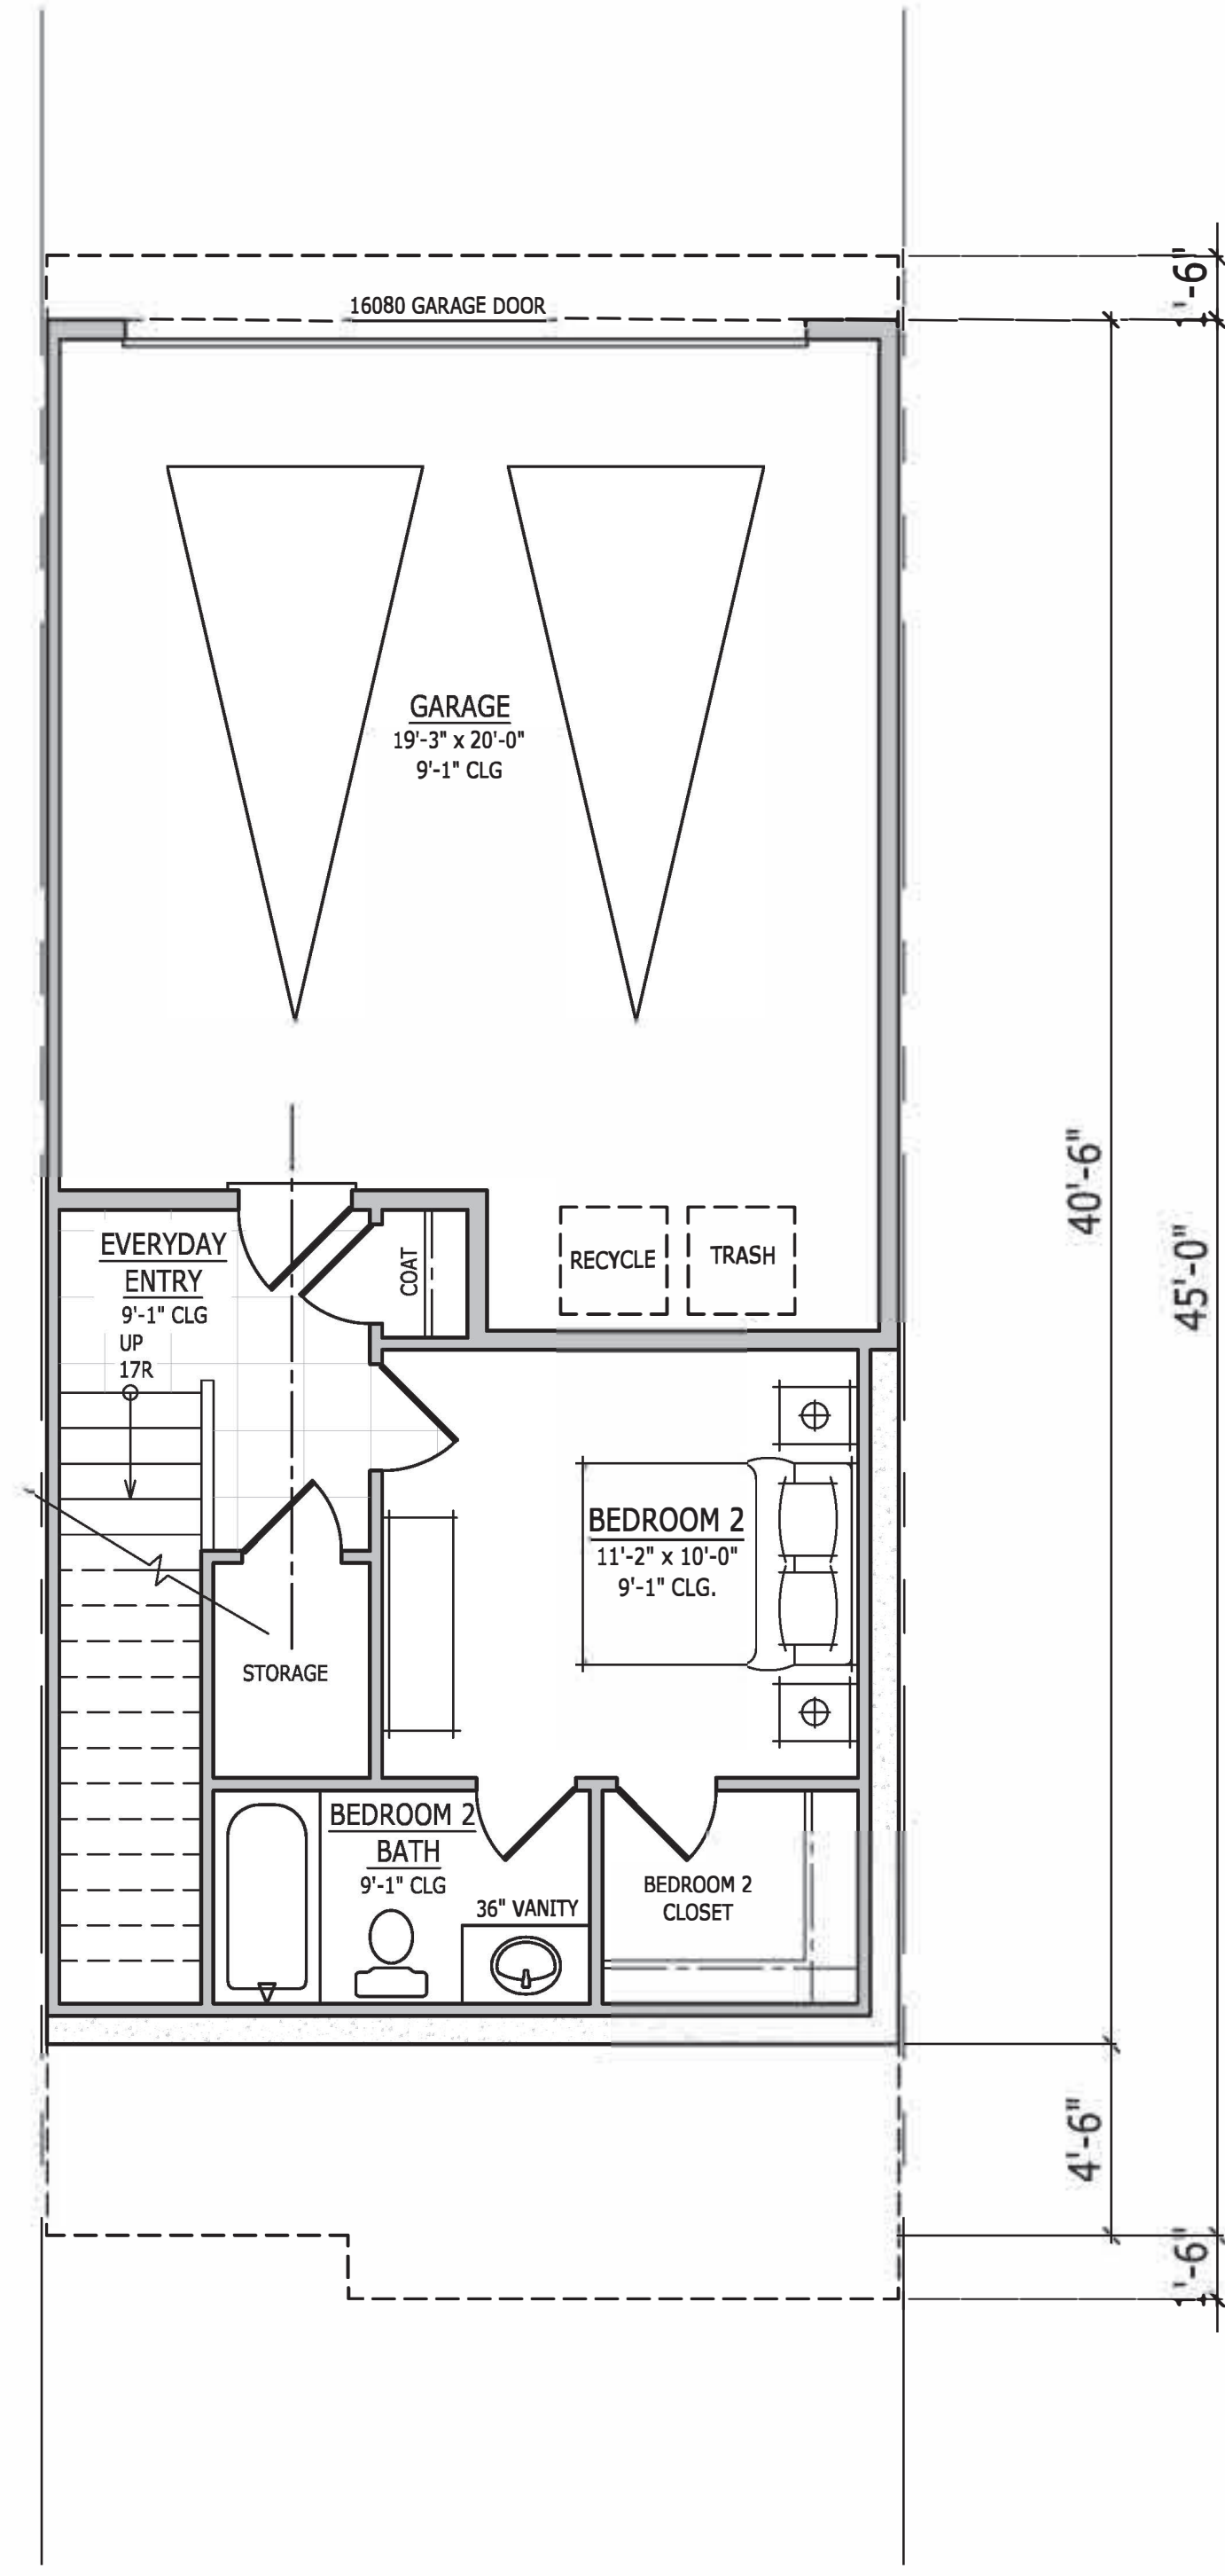 1'-6"
16080 GARAGE DOOR
GARAGE
19'-3" x 20'-0"
9'-1" CLG
40'-6"
45'-0"
EVERYDAY
ENTRY
9'-1" CLG
UP
17R
COAT
RECYCLE
TRASH
BEDROOM 2
11'-2" x 10'-0"
9'-1" CLG.
STORAGE
BEDROOM 2
BATH
9'-1" CLG
36" VANITY
BEDROOM 2
CLOSET
4'-6"
1'-6"